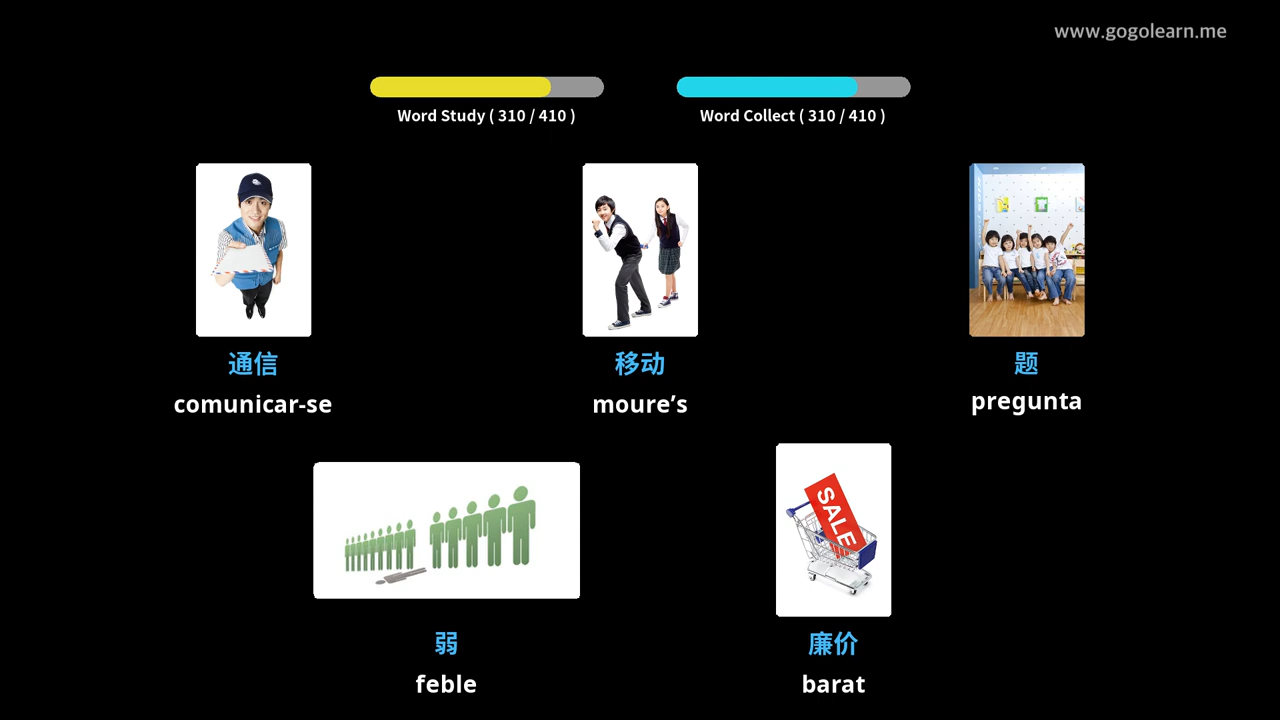 www.gogolearn.me
Word Study ( 310 / 410 )
Word Collect ( 310 / 410 )
通信
comunicar-se
移动
moure’s
题
pregunta
SALE
弱
feble
廉价
barat